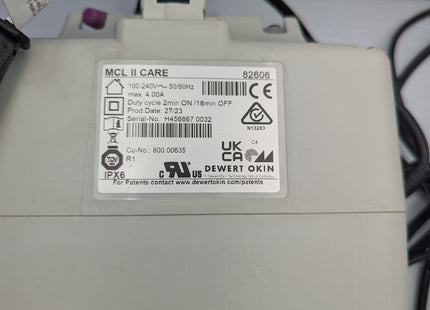 MCL II CARE 82606
100-240V~ 50/60Hz
max. 4.00A
Duty cycle 2min ON /18min OFF
Prod.Date: 27/23
Serial-No.: H456667 0032
N13283
Cu-No.: 800.00635
R1
C4
UK
CA
DEWERT OKIN
IPX6
c US
For Patents contact www.dewertokin.com/patents